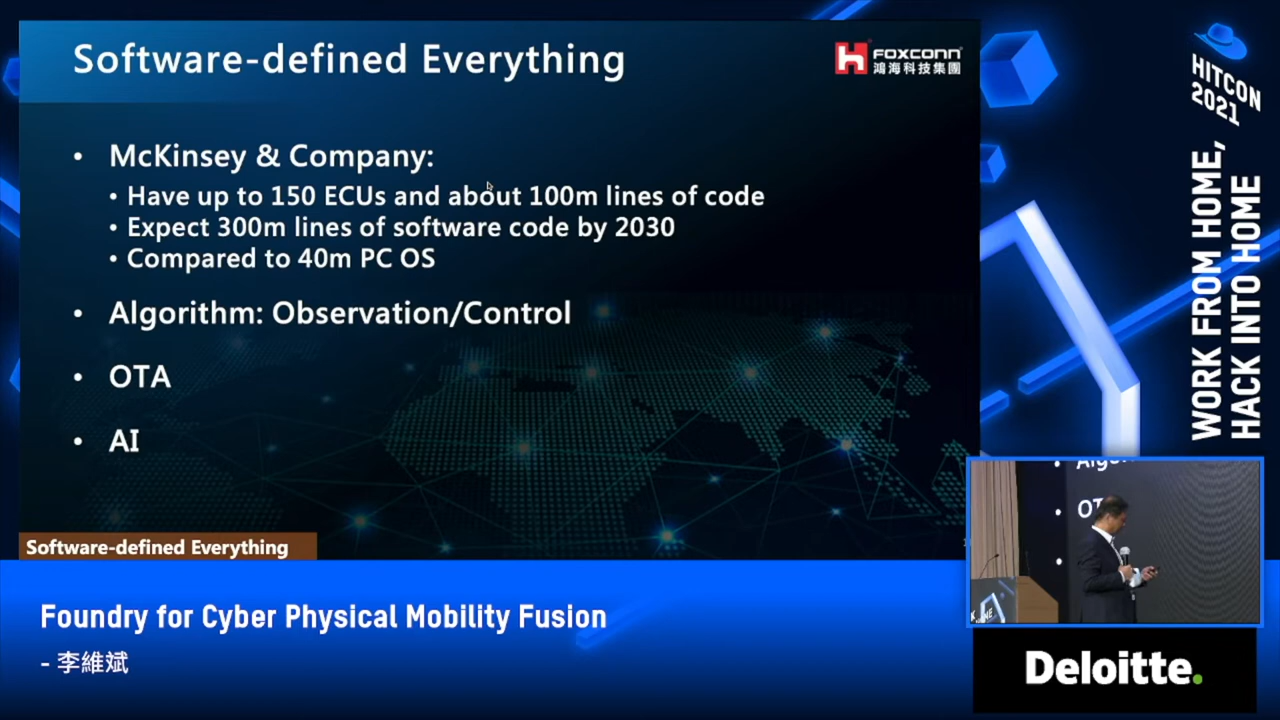 Software-defined Everything
FOXCONN
鴻海科技集團
• McKinsey & Company:
• Have up to 150 ECUs and about 100m lines of code
• Expect 300m lines of software code by 2030
• Compared to 40m PC OS
• Algorithm: Observation/Control
• OTA
• AI
Software-defined Everything
HITCON
2021
WORK FROM HOME,
HACK INTO HOME
Foundry for Cyber Physical Mobility Fusion
- 李維斌
Deloitte.